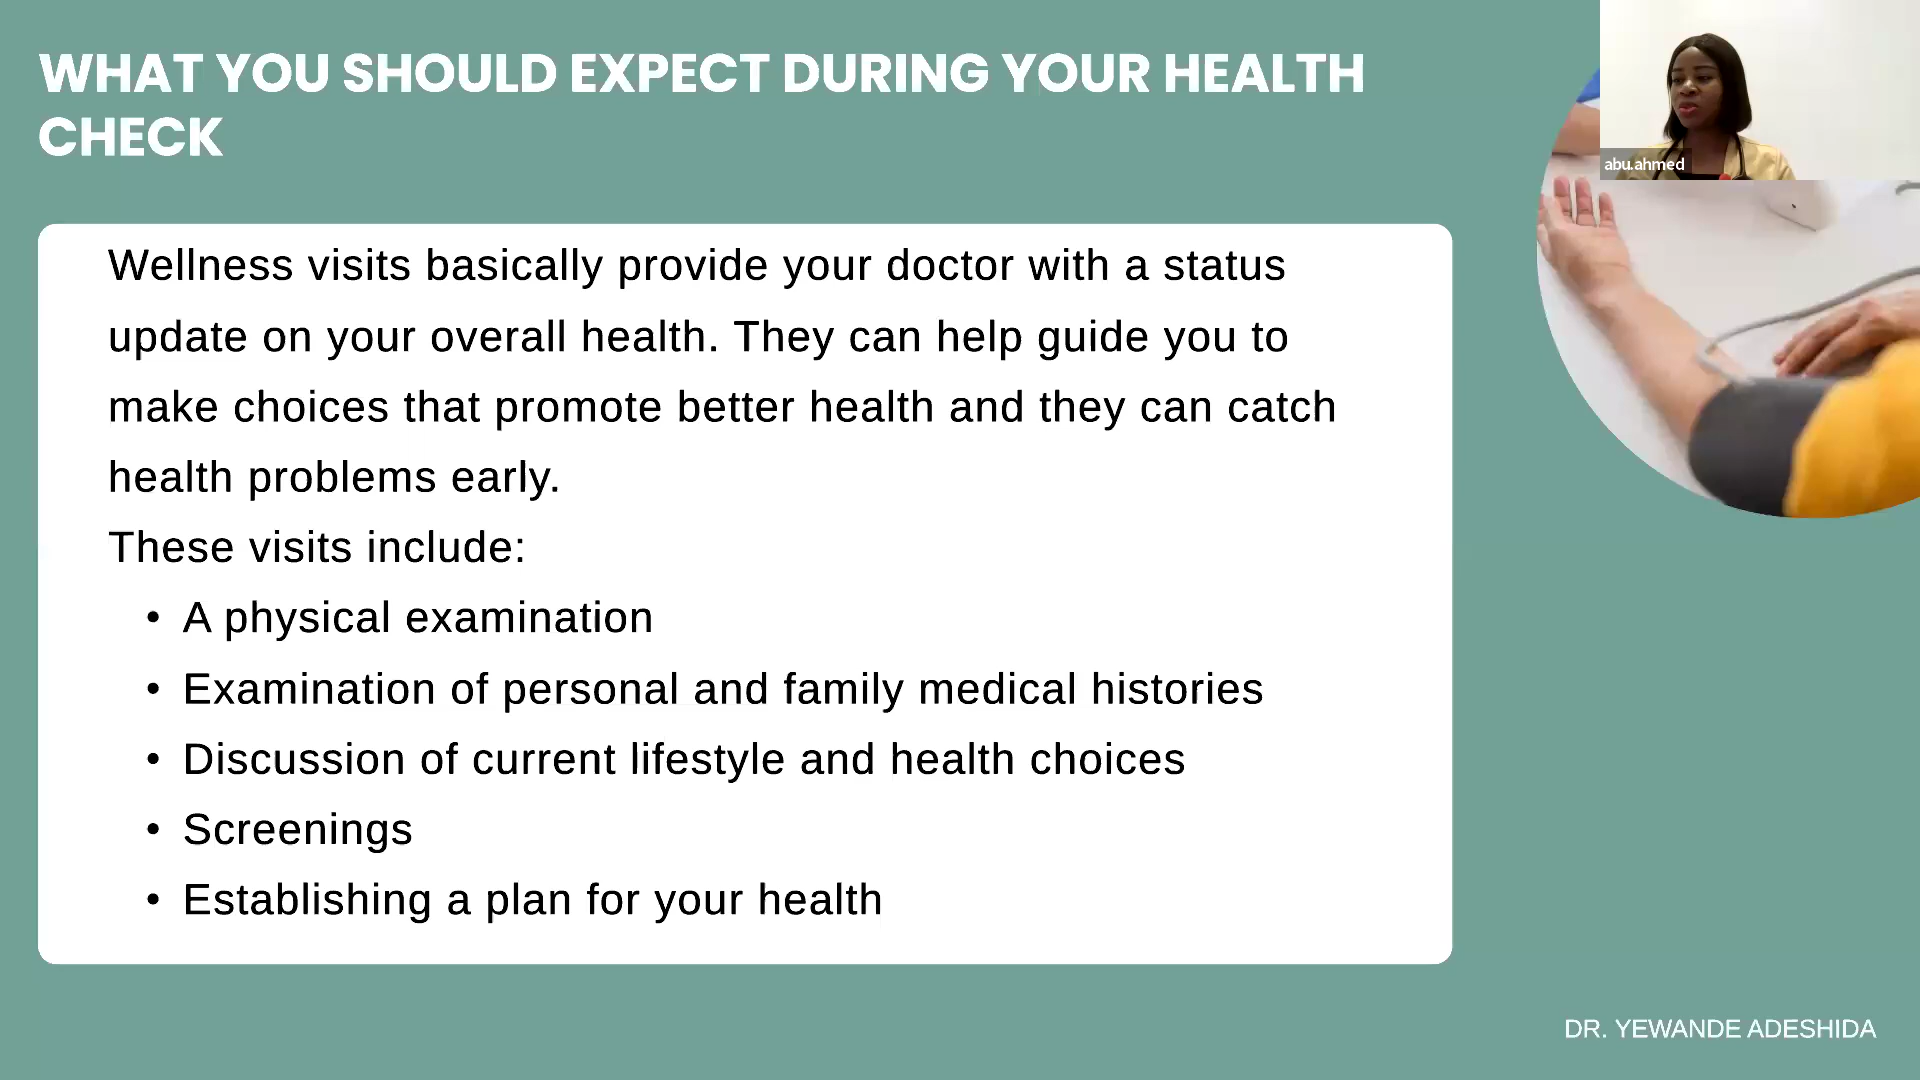 WHAT YOU SHOULD EXPECT DURING YOUR HEALTH
CHECK
abu.ahmed
Wellness visits basically provide your doctor with a status
update on your overall health. They can help guide you to
make choices that promote better health and they can catch
health problems early.
These visits include:
• A physical examination
• Examination of personal and family medical histories
• Discussion of current lifestyle and health choices
• Screenings
• Establishing a plan for your health
DR. YEWANDE ADESHIDA